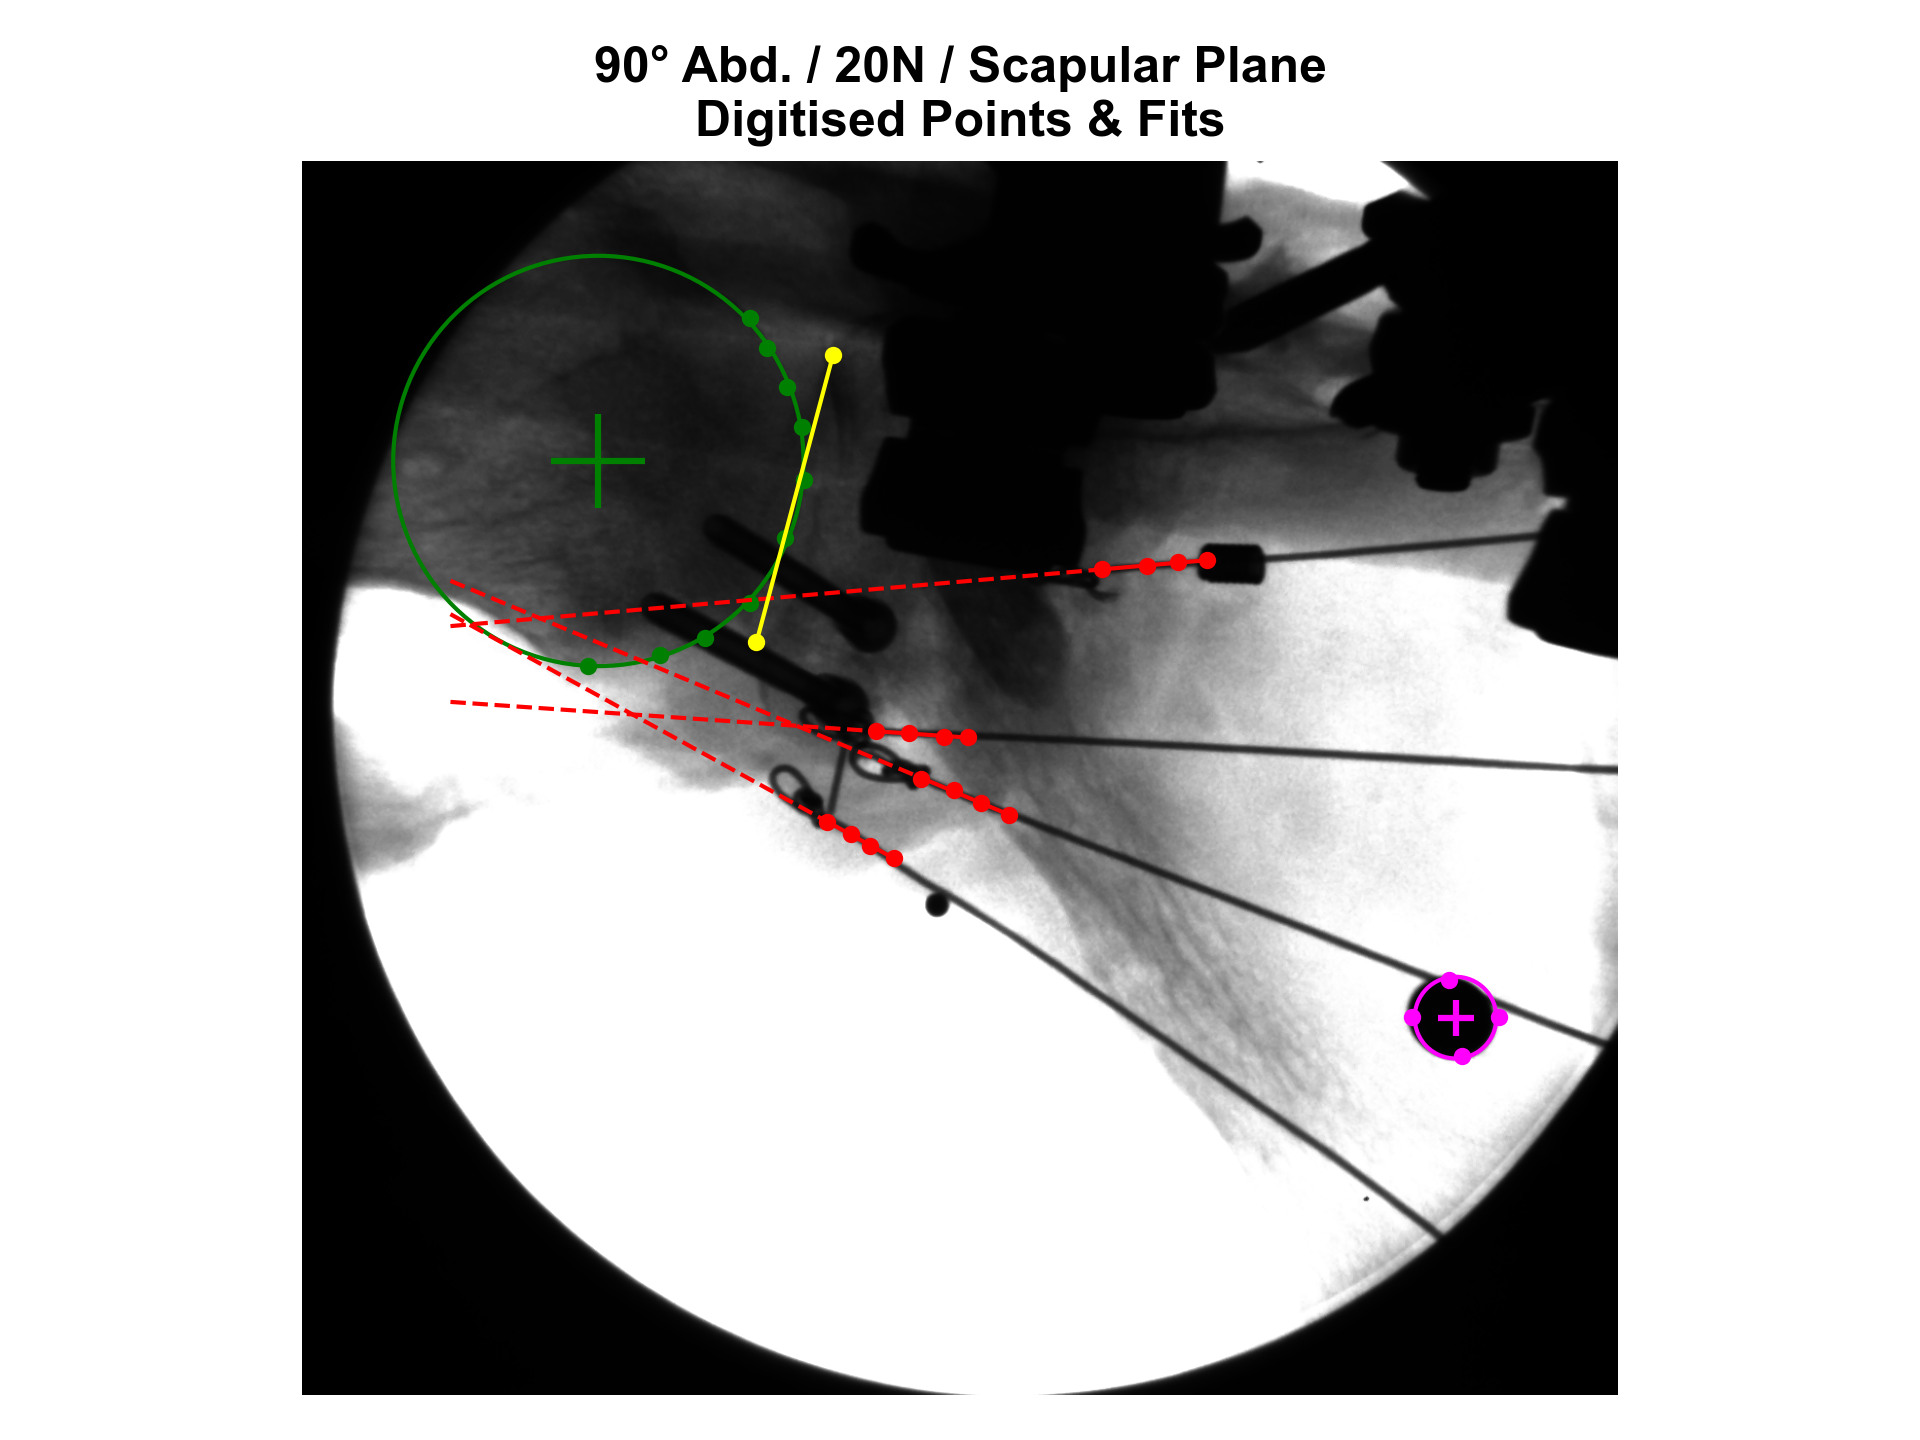 90° Abd. / 20N / Scapular Plane
Digitised Points & Fits